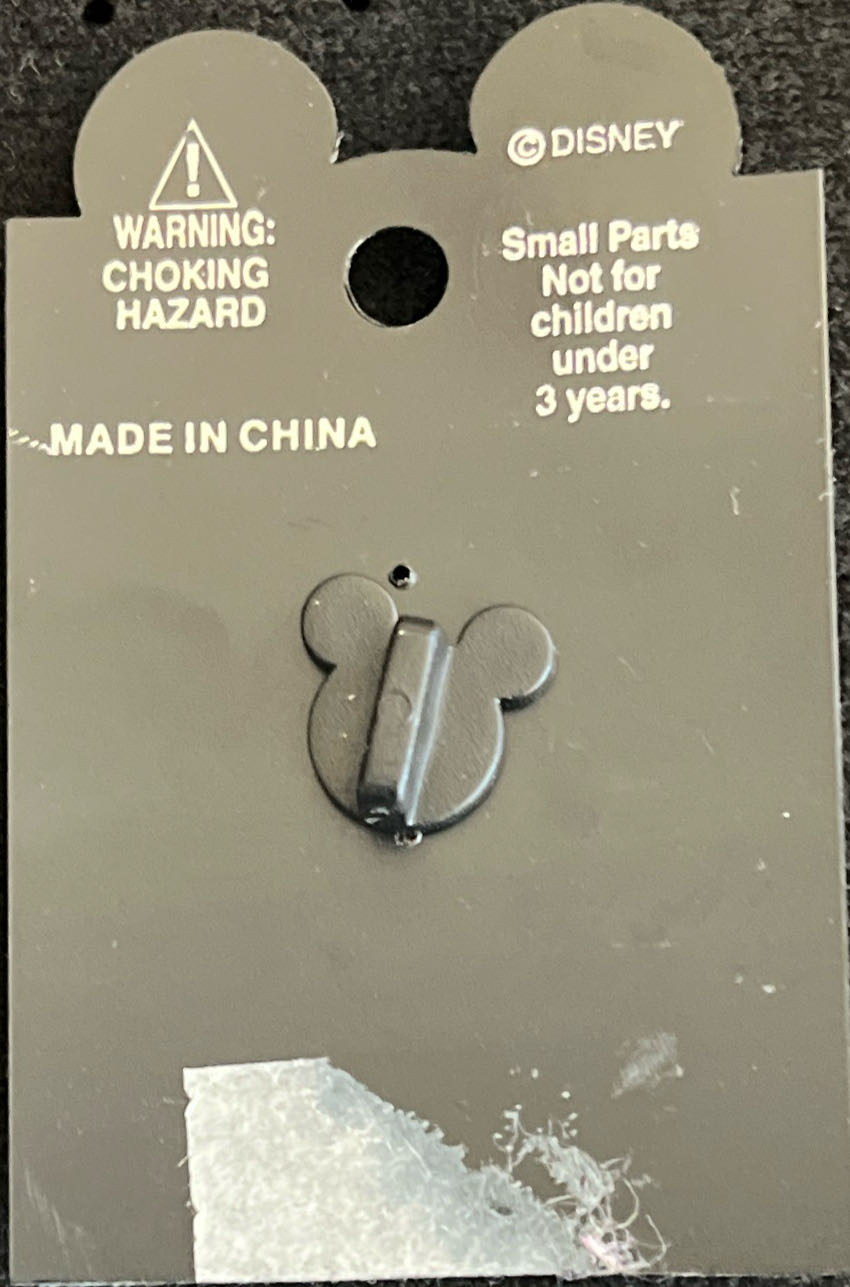 WARNING:
CHOKING
HAZARD
© DISNEY
Small Parts
Not for
children
under
3 years.
MADE IN CHINA